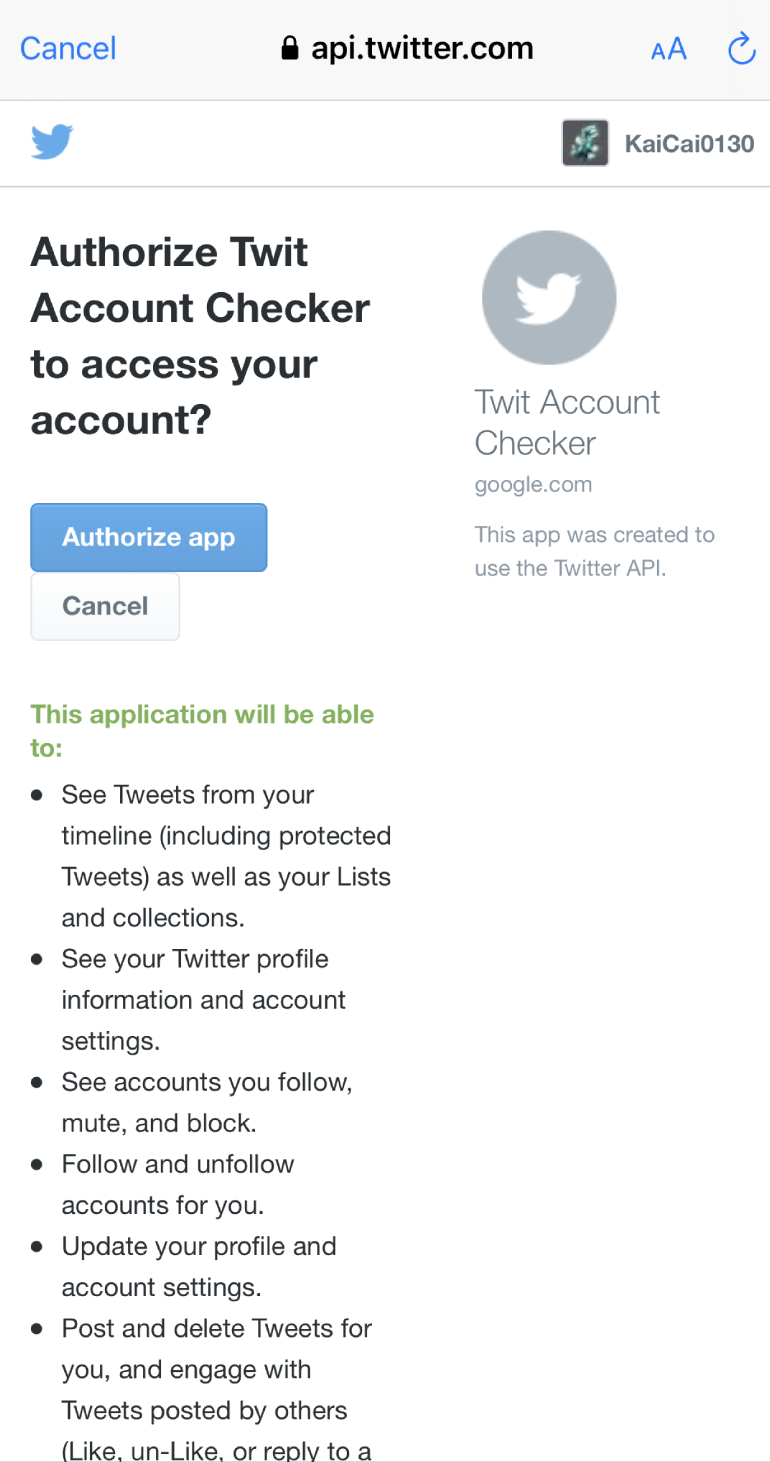 Cancel
api.twitter.com
AA
KaiCai0130
Authorize Twit
Account Checker
to access your
account?
Authorize app
Cancel
Twit Account
Checker
google.com
This app was created to
use the Twitter API.
This application will be able
to:
• See Tweets from your
timeline (including protected
Tweets) as well as your Lists
and collections.
• See your Twitter profile
information and account
settings.
• See accounts you follow,
mute, and block.
• Follow and unfollow
accounts for you.
• Update your profile and
account settings.
• Post and delete Tweets for
you, and engage with
Tweets posted by others
(Like, un-Like, or reply to a